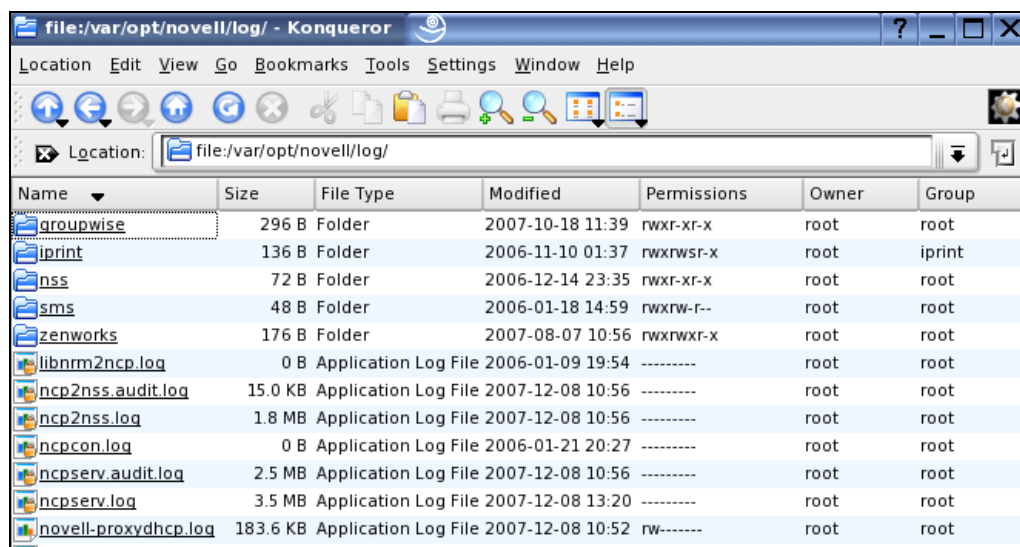 file:/var/opt/novell/log/ - Konqueror ?
Location Edit View Go Bookmarks Tools Settings Window Help
Location: file:/var/opt/novell/log/
Name Size File Type Modified Permissions Owner Group
groupwise 296 B Folder 2007-10-18 11:39 rwxr-xr-x root root
iprint 136 B Folder 2006-11-10 01:37 rwxrwsr-x root iprint
nss 72 B Folder 2006-12-14 23:35 rwxr-xr-x root root
sms 48 B Folder 2006-01-18 14:59 rwxrw-r-- root root
zenworks 176 B Folder 2007-08-07 10:56 rwxrwxr-x root root
libnrm2ncp.log 0 B Application Log File 2006-01-09 19:54 --------- root root
ncp2nss.audit.log 15.0 KB Application Log File 2007-12-08 10:56 --------- root root
ncp2nss.log 1.8 MB Application Log File 2007-12-08 10:56 --------- root root
ncpcon.log 0 B Application Log File 2006-01-21 20:27 --------- root root
ncpserv.audit.log 2.5 MB Application Log File 2007-12-08 10:56 --------- root root
ncpserv.log 3.5 MB Application Log File 2007-12-08 13:20 --------- root root
novell-proxydhcp.log 183.6 KB Application Log File 2007-12-08 10:52 rw------- root root